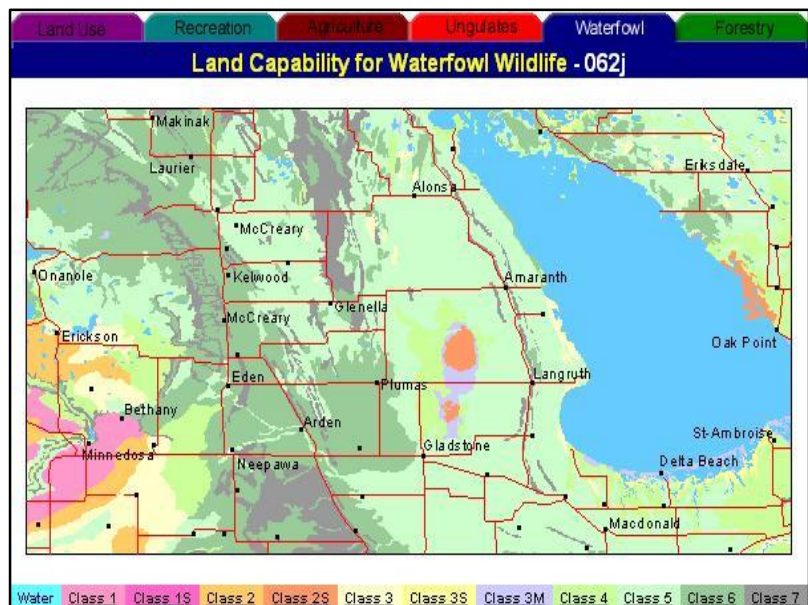 Land Use Recreation Agriculture Ungulates Waterfowl Forestry
Land Capability for Waterfowl Wildlife - 062j
Makinak
Laurier
Eriksdale
Alonsa
McCreary
Onanole
Kelwood
Amaranth
Glenella
McCreary
Erickson
Oak Point
Eden
Plumas
Langruth
Bethany
Arden
St-Ambroise
Minnedosa
Gladstone
Neepawa
Delta Beach
Macdonald
Water Class 1 Class 1S Class 2 Class 2S Class 3 Class 3S Class 3M Class 4 Class 5 Class 6 Class 7